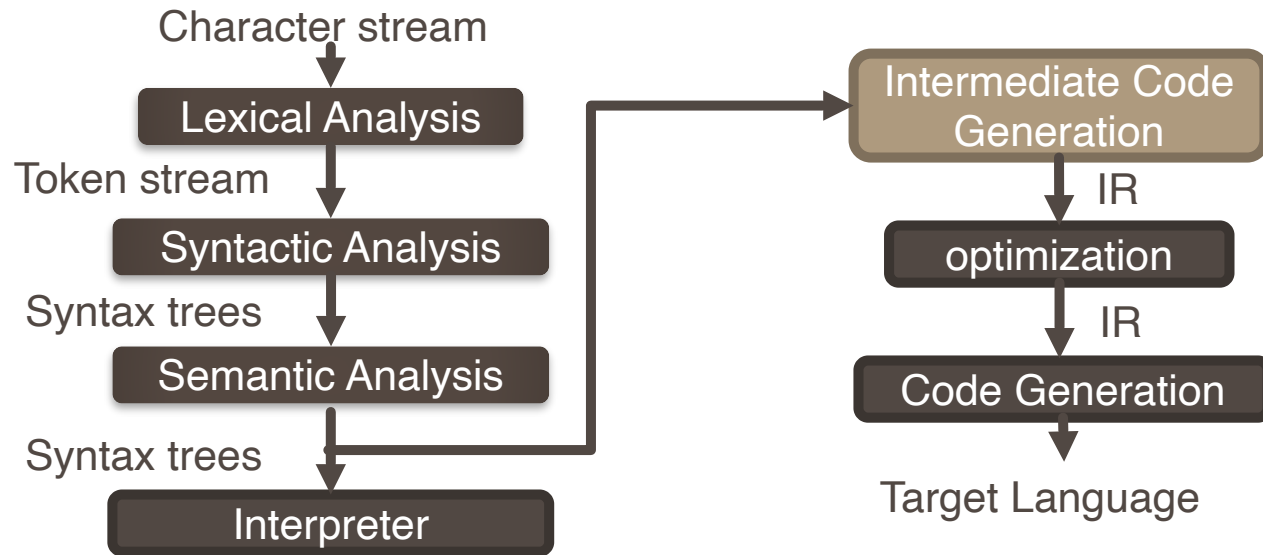 Character stream
Lexical Analysis
Token stream
Syntactic Analysis
Syntax trees
Semantic Analysis
Syntax trees
Interpreter
Intermediate Code
Generation
IR
optimization
IR
Code Generation
Target Language